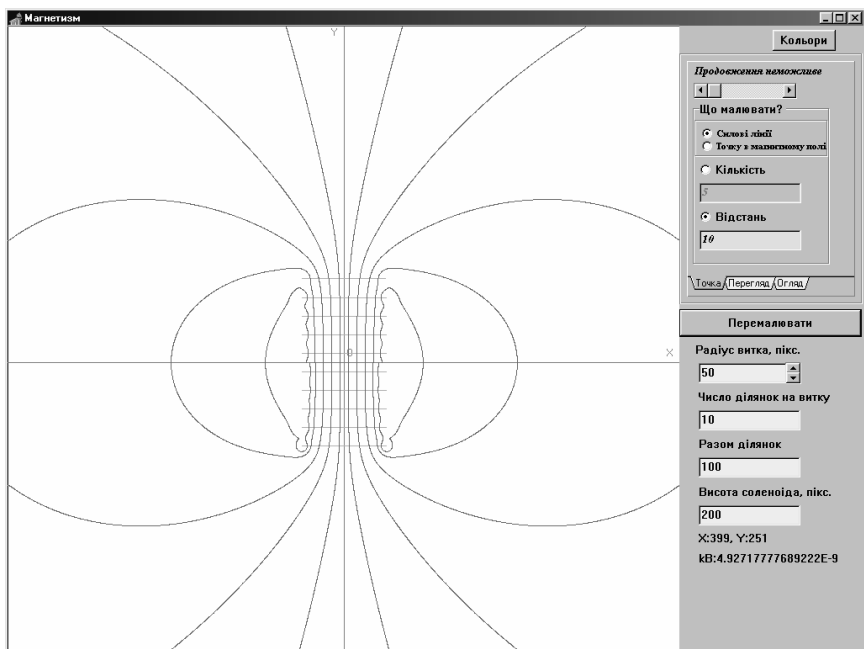 Магнетизм
Кольори
Продовження неможливе
Що малювати?
Силові лінії
Точку в магнитному полі
Кількість
5
Відстань
10
Точка Перегляд Огляд
Перемалювати
Радіус витка, пікс.
50
Число ділянок на витку
10
Разом ділянок
100
Висота соленоїда, пікс.
200
X:399, Y:251
kB:4.92717777689222E-9
Y
0
X